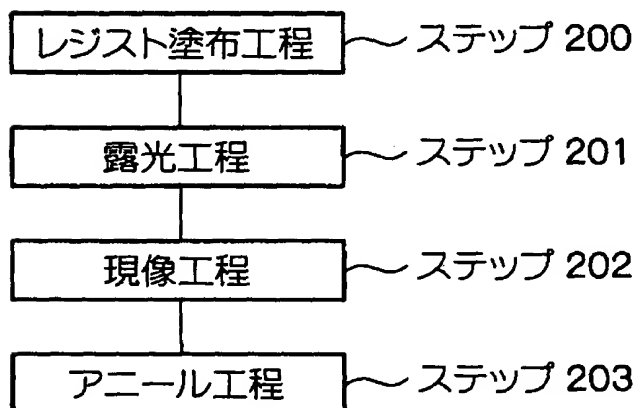 レジスト塗布工程 ステップ 200
露光工程 ステップ 201
現像工程 ステップ 202
アニール工程 ステップ 203